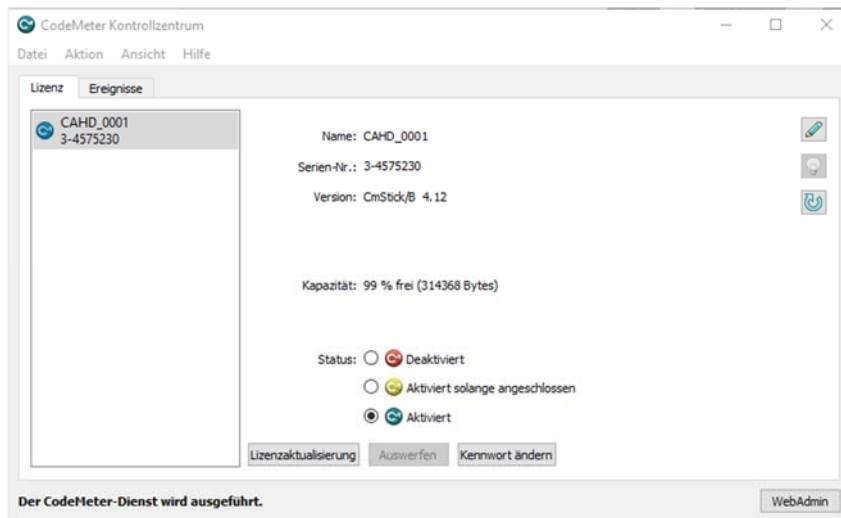 CodeMeter Kontrollzentrum
Datei Aktion Ansicht Hilfe
Lizenz Ereignisse
CAHD_0001
3-4575230
Name: CAHD_0001
Serien-Nr.: 3-4575230
Version: CmStick/B 4.12
Kapazität: 99 % frei (314368 Bytes)
Status: Deaktiviert
Aktiviert solange angeschlossen
Aktiviert
Lizenzaktualisierung Auswerfen Kennwort ändern
Der CodeMeter-Dienst wird ausgeführt. WebAdmin